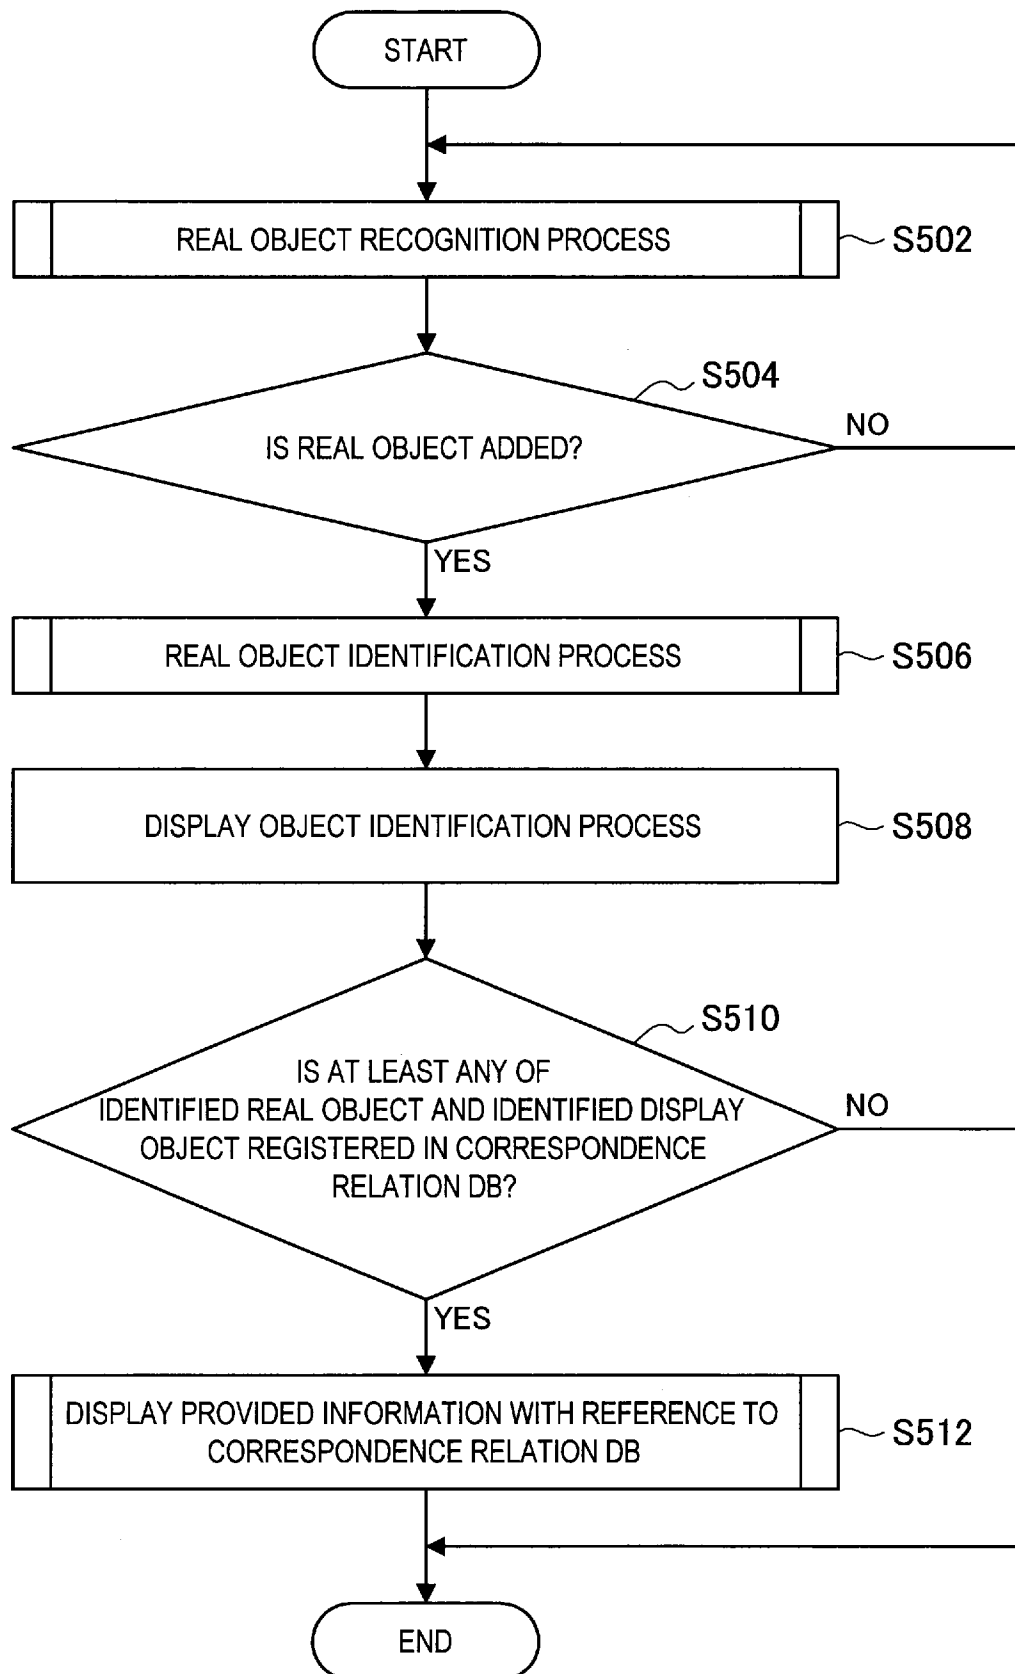 START
REAL OBJECT RECOGNITION PROCESS
S502
S504
IS REAL OBJECT ADDED?
NO
YES
REAL OBJECT IDENTIFICATION PROCESS
S506
DISPLAY OBJECT IDENTIFICATION PROCESS
S508
S510
IS AT LEAST ANY OF
IDENTIFIED REAL OBJECT AND IDENTIFIED DISPLAY
OBJECT REGISTERED IN CORRESPONDENCE
RELATION DB?
NO
YES
DISPLAY PROVIDED INFORMATION WITH REFERENCE TO
CORRESPONDENCE RELATION DB
S512
END